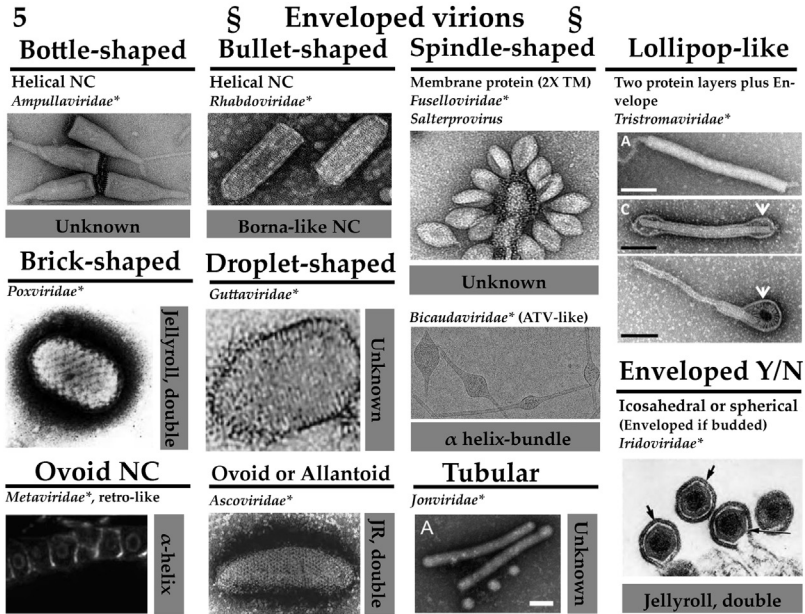 5 § Enveloped virions §
Bottle-shaped
Helical NC
Ampullaviridae*
Unknown
Bullet-shaped
Helical NC
Rhabdoviridae*
Borna-like NC
Spindle-shaped
Membrane protein (2X TM)
Fuselloviridae*
Salterprovirus
Unknown
Bicaudaviridae* (ATV-like)
α helix-bundle
Lollipop-like
Two protein layers plus En-
velope
Tristromaviridae*
A
C
Brick-shaped
Poxviridae*
Jellyroll, double
Droplet-shaped
Guttaviridae*
Unknown
Enveloped Y/N
Icosahedral or spherical
(Enveloped if budded)
Iridoviridae*
Jellyroll, double
Ovoid NC
Metaviridae*, retro-like
α-helix
Ovoid or Allantoid
Ascoviridae*
JR, double
Tubular
Jonviridae*
A
Unknown